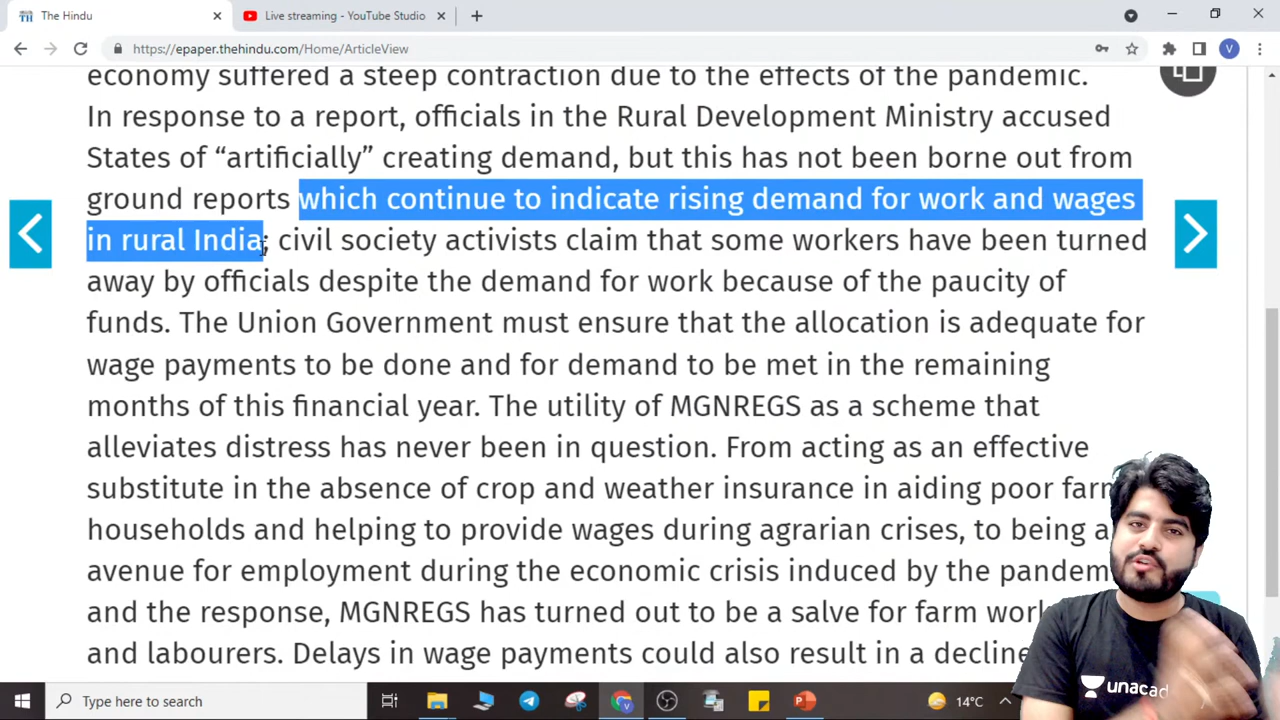 The Hindu
Live streaming - YouTube Studio
https://epaper.thehindu.com/Home/ArticleView
V
economy suffered a steep contraction due to the effects of the pandemic.
In response to a report, officials in the Rural Development Ministry accused
States of “artificially” creating demand, but this has not been borne out from
ground reports which continue to indicate rising demand for work and wages
in rural India; civil society activists claim that some workers have been turned
away by officials despite the demand for work because of the paucity of
funds. The Union Government must ensure that the allocation is adequate for
wage payments to be done and for demand to be met in the remaining
months of this financial year. The utility of MGNREGS as a scheme that
alleviates distress has never been in question. From acting as an effective
substitute in the absence of crop and weather insurance in aiding poor farm
households and helping to provide wages during agrarian crises, to being a
avenue for employment during the economic crisis induced by the pandem
and the response, MGNREGS has turned out to be a salve for farm work
and labourers. Delays in wage payments could also result in a decline
unacad
Type here to search
14°C